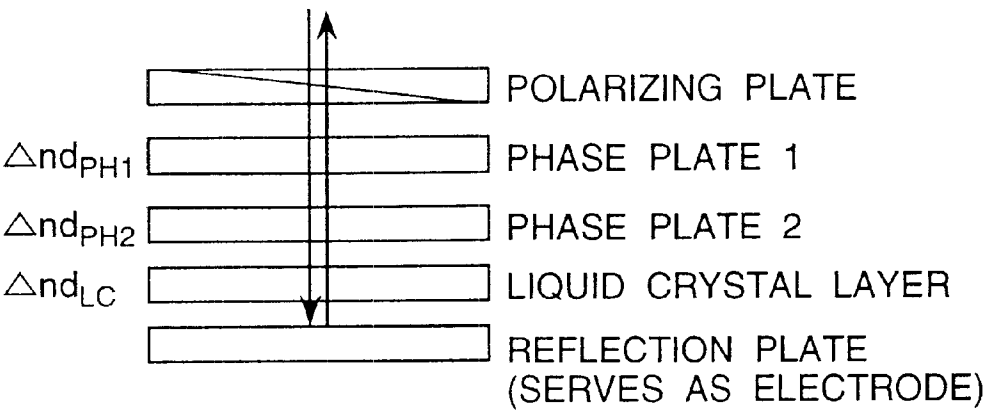 POLARIZING PLATE
△nd_PH1 PHASE PLATE 1
△nd_PH2 PHASE PLATE 2
△nd_LC LIQUID CRYSTAL LAYER
REFLECTION PLATE
(SERVES AS ELECTRODE)